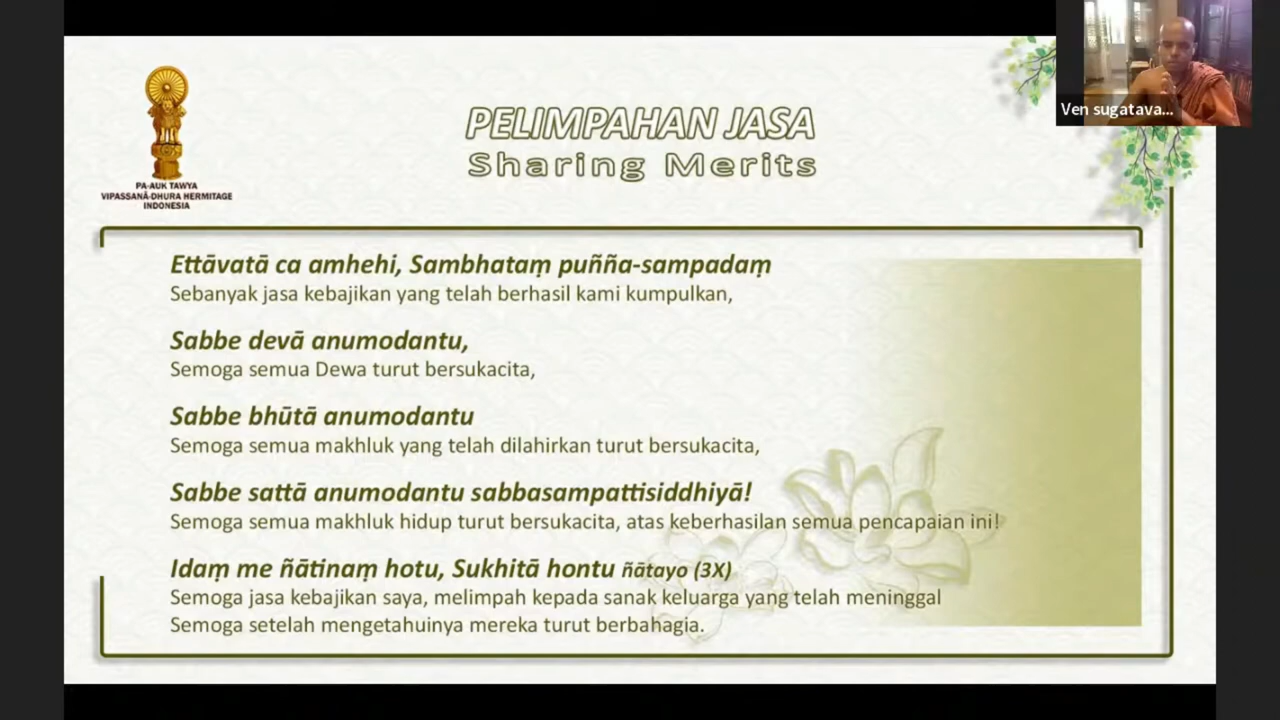 Ven sugatava...
PELIMPAHAN JASA
Sharing Merits
PA-AUK TAWYA
VIPASSANĀ-DHURA HERMITAGE
INDONESIA
Ettāvatā ca amhehi, Sambhataṃ puñña-sampadaṃ
Sebanyak jasa kebajikan yang telah berhasil kami kumpulkan,
Sabbe devā anumodantu,
Semoga semua Dewa turut bersukacita,
Sabbe bhūtā anumodantu
Semoga semua makhluk yang telah dilahirkan turut bersukacita,
Sabbe sattā anumodantu sabbasampattisiddhiyā!
Semoga semua makhluk hidup turut bersukacita, atas keberhasilan semua pencapaian ini!
Idaṃ me ñātinaṃ hotu, Sukhitā hontu ñātayo (3X)
Semoga jasa kebajikan saya, melimpah kepada sanak keluarga yang telah meninggal
Semoga setelah mengetahuinya mereka turut berbahagia.